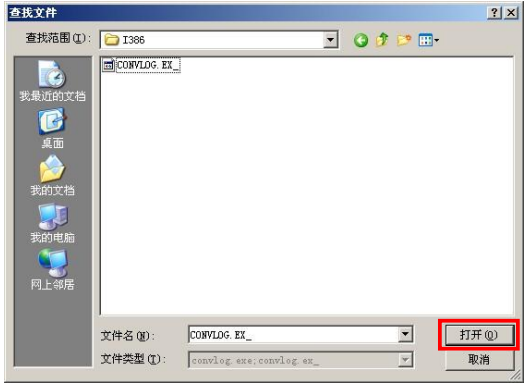 查找文件
查找范围(I):
I386
CONVLOG.EX_
我最近的文档
桌面
我的文档
我的电脑
网上邻居
文件名(N):
CONVLOG.EX_
打开(O)
文件类型(T):
convlog.exe;convlog.ex_
取消